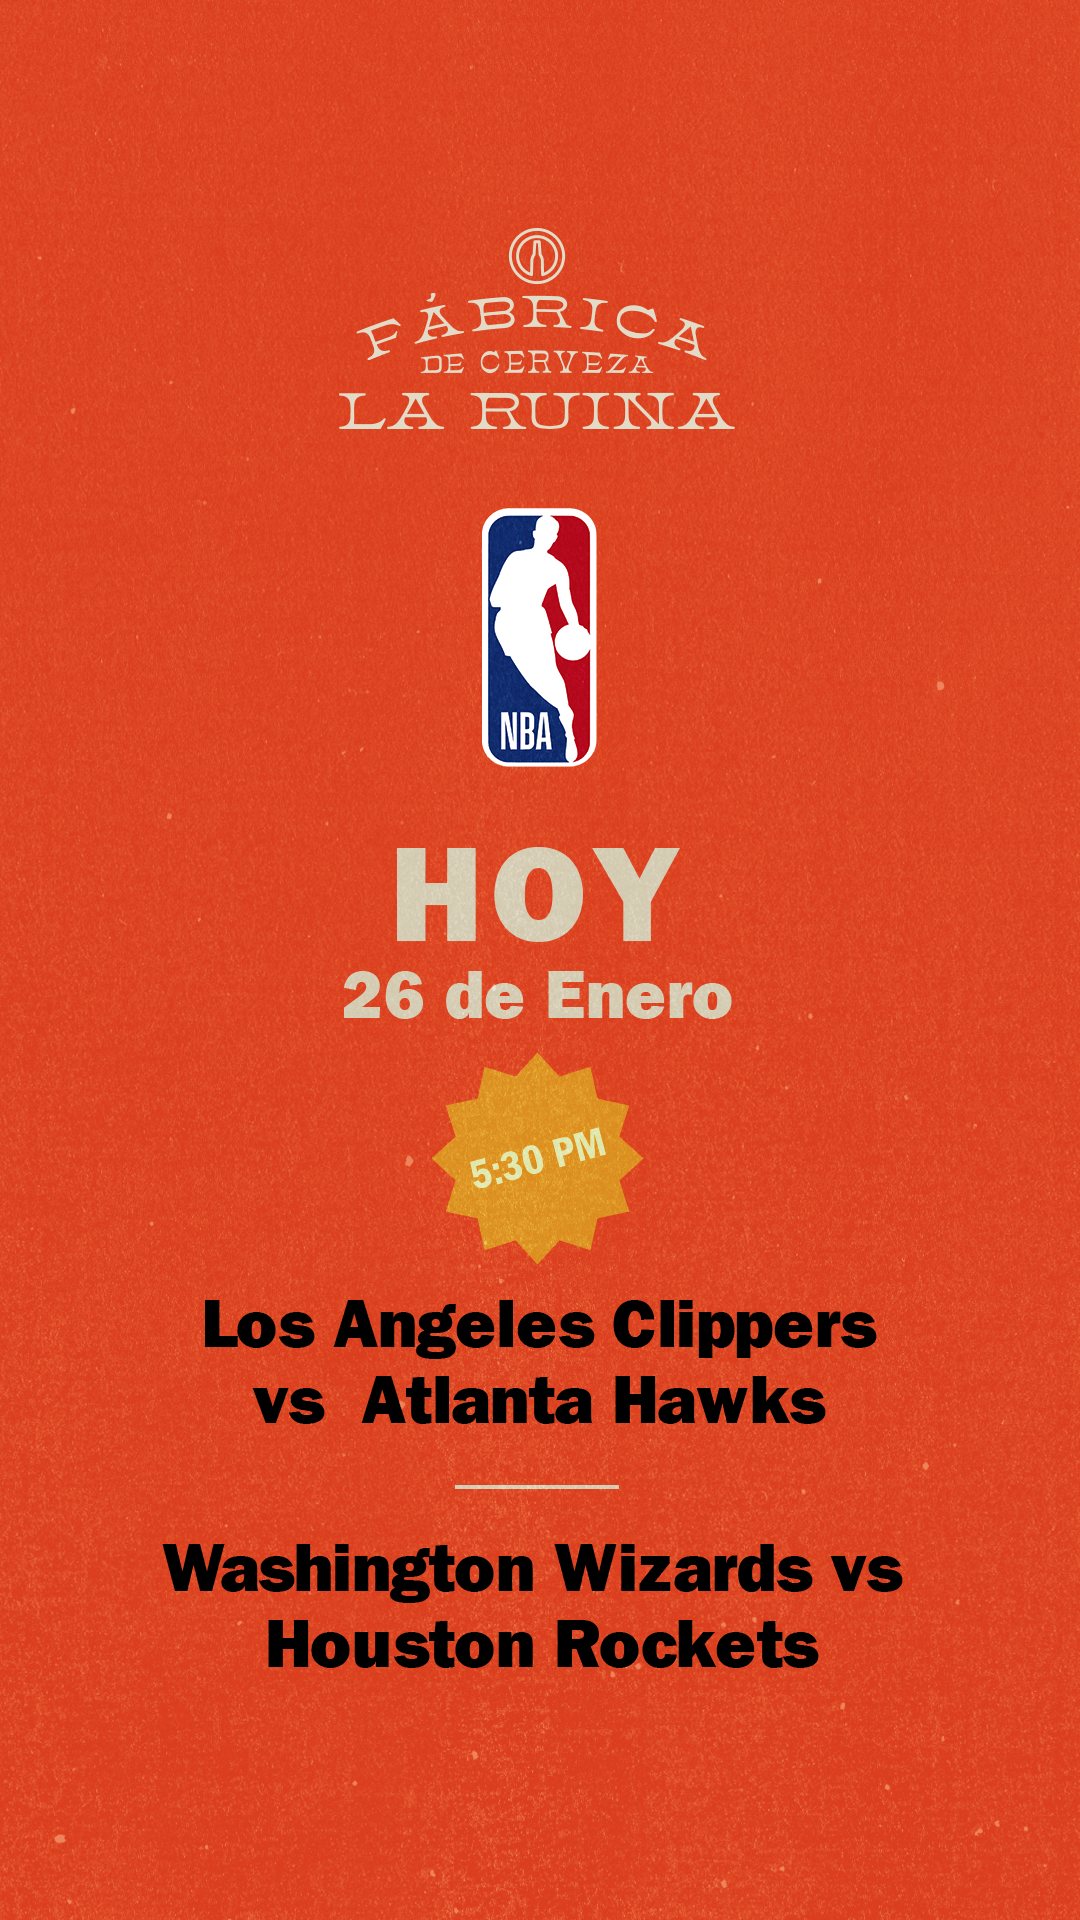 FÁBRICA
DE CERVEZA
LA RUINA
NBA
HOY
26 de Enero
5:30 PM
Los Angeles Clippers
vs Atlanta Hawks
Washington Wizards vs
Houston Rockets